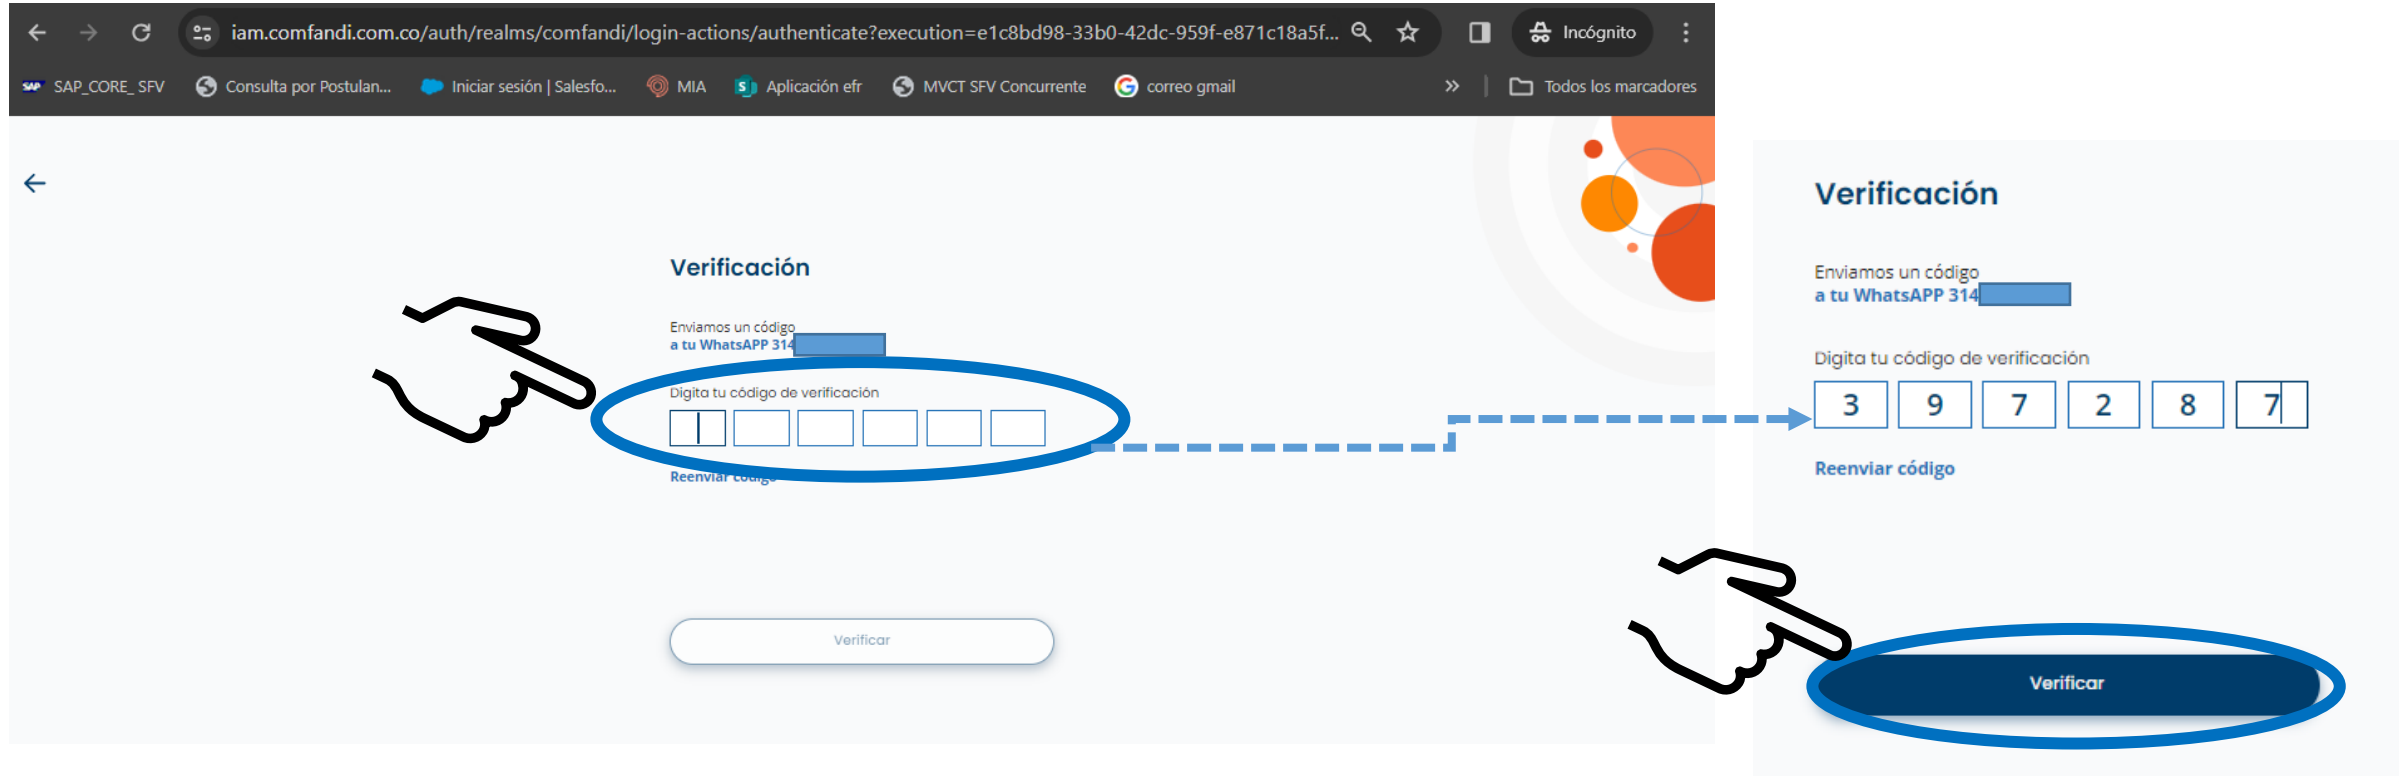 iam.comfandi.com.co/auth/realms/comfandi/login-actions/authenticate?execution=e1c8bd98-33b0-42dc-959f-e871c18a5f... Incógnito
SAP SAP_CORE_SFV Consulta por Postulan... Iniciar sesión | Salesfo... MIA Aplicación efr MVCT SFV Concurrente correo gmail » Todos los marcadores
Verificación
Enviamos un código
a tu WhatsAPP 314
Digita tu código de verificación
Reenviar código
Verificar
Verificación
Enviamos un código
a tu WhatsAPP 314
Digita tu código de verificación
3 9 7 2 8 7
Reenviar código
Verificar